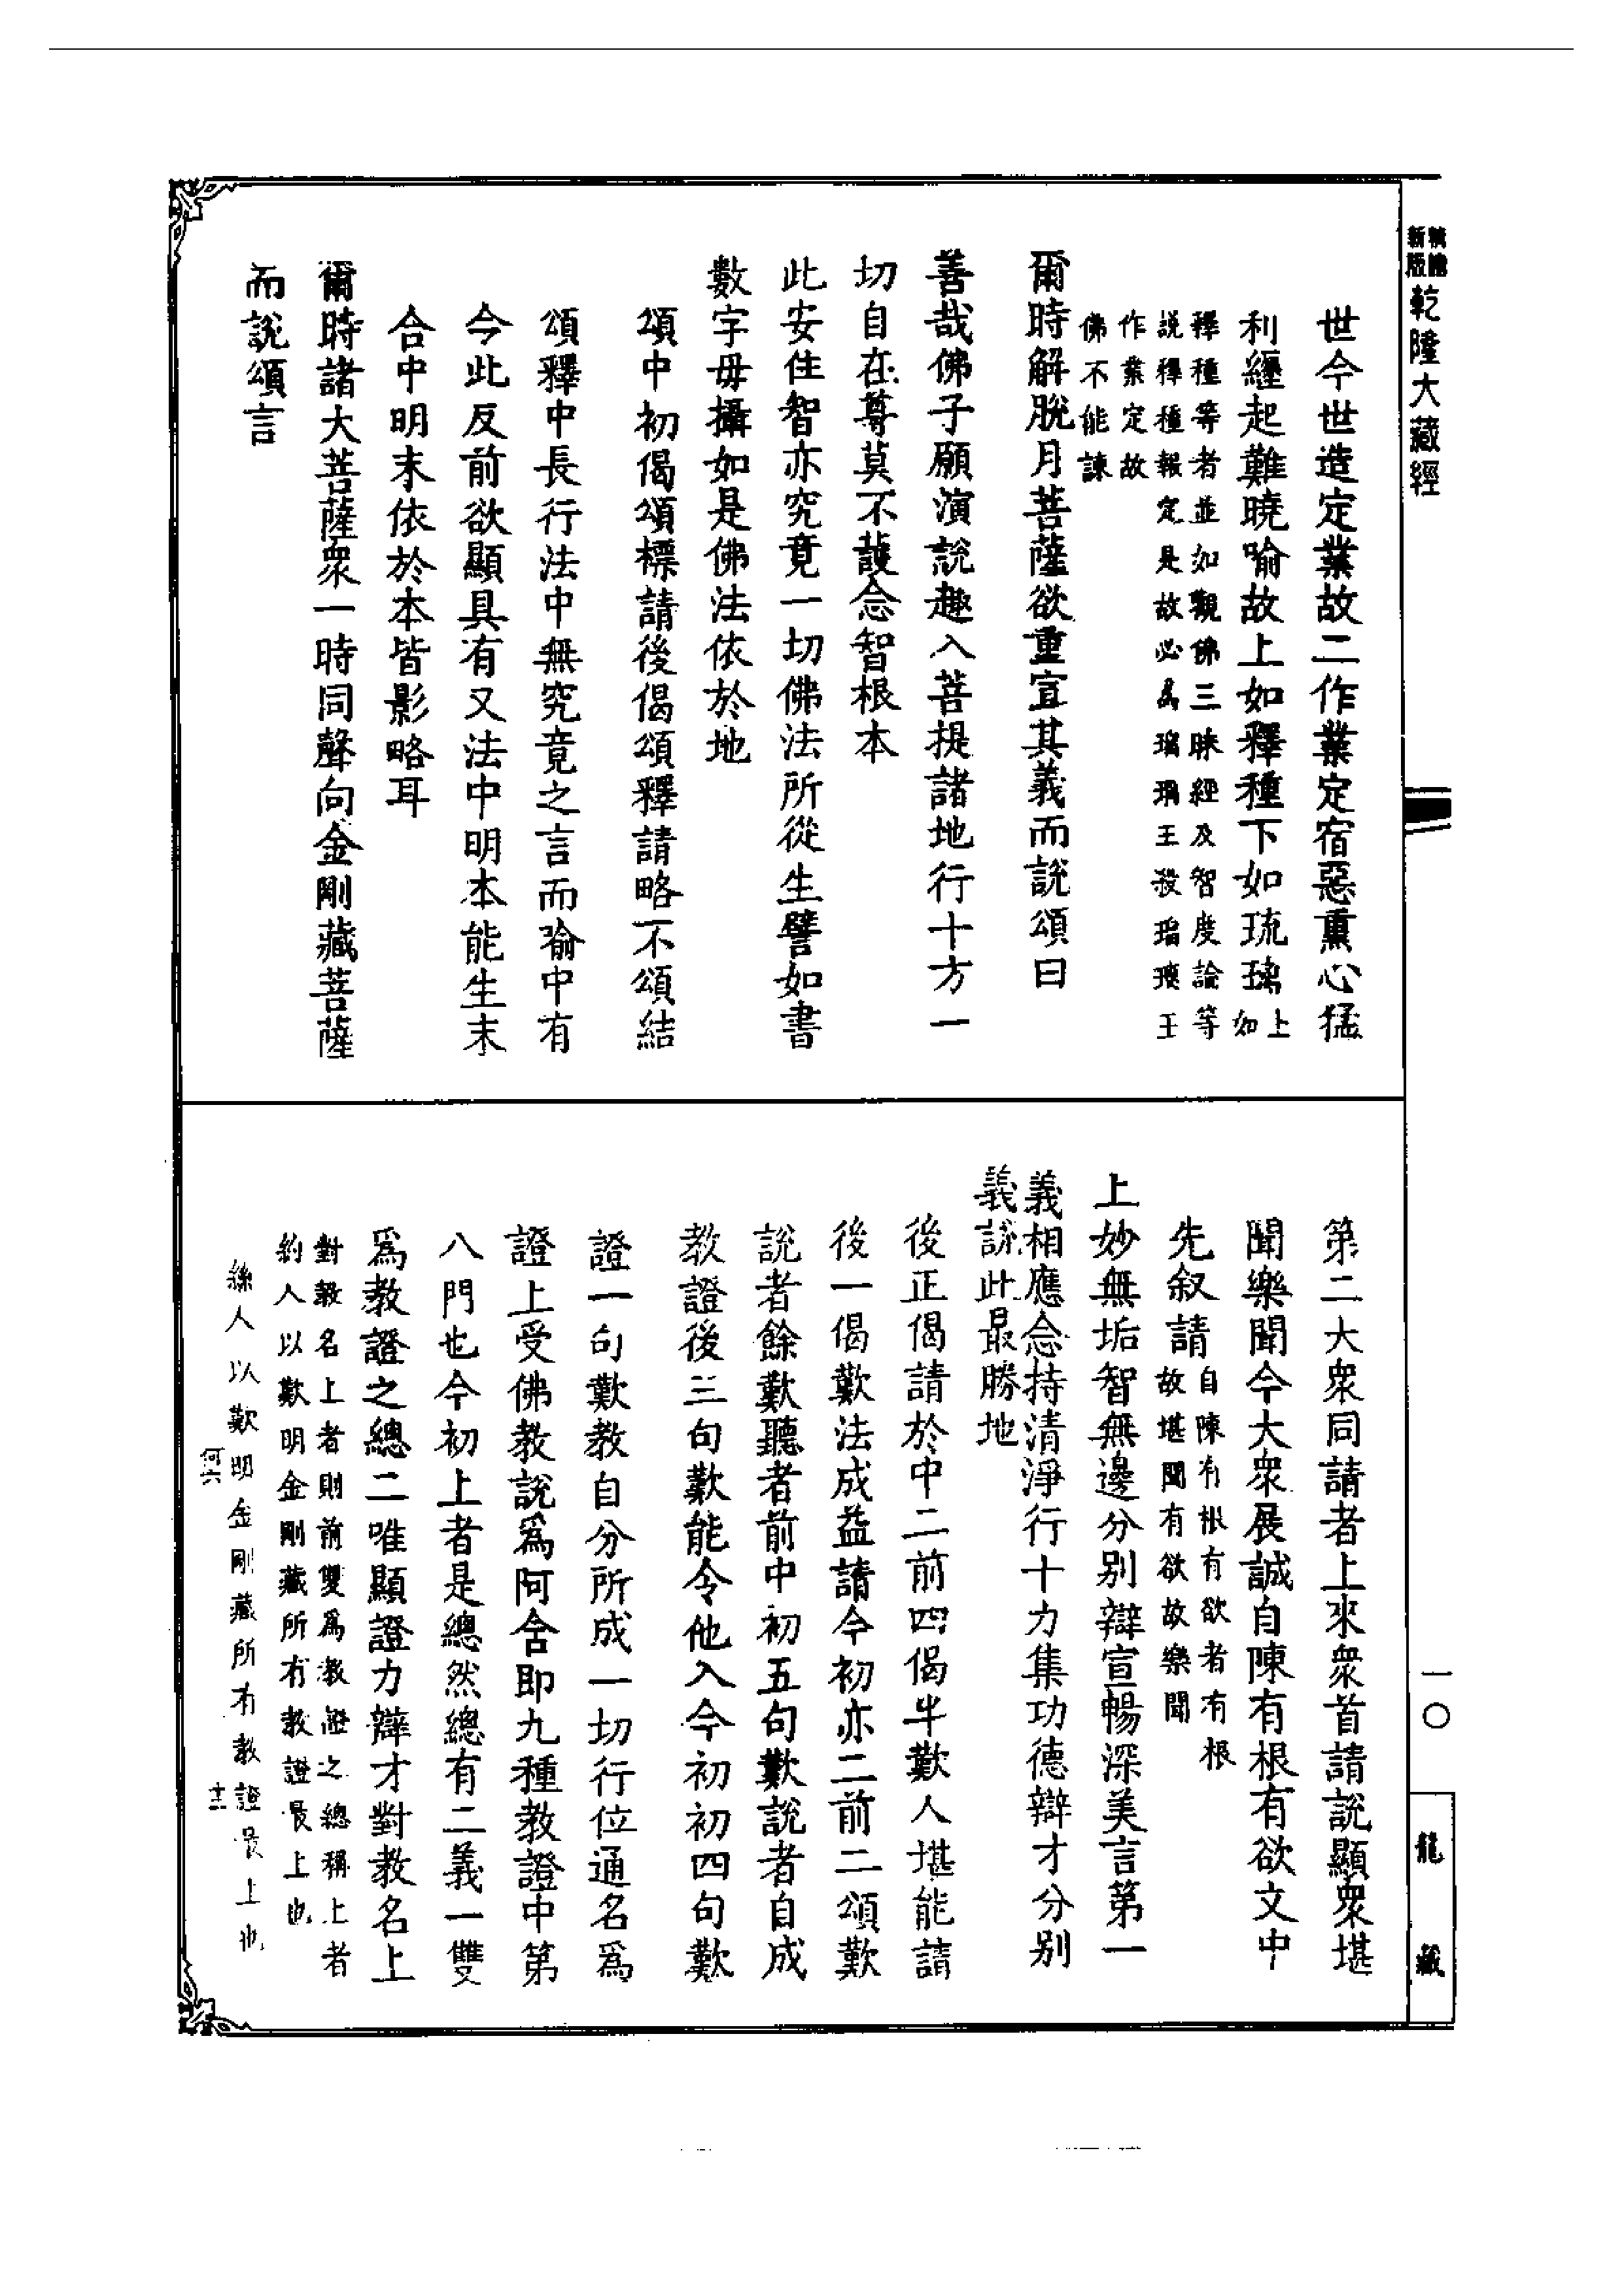 新版
乾隆大藏經
世今世造定業故二作業定宿惡熏心猛
利經起難曉喻故上如釋種下如琉璃上如
釋種等者並如觀佛三昧經及智度論等
說釋種報定是故必為瑠璃王殺瑠璃王
作業定故
佛不能諫
爾時解脫月菩薩欲重宣其義而說頌曰
善哉佛子願演說趣入菩提諸地行十方一
切自在尊莫不護念智根本
此安住智亦究竟一切佛法所從生譬如書
數字母攝如是佛法依於地
頌中初偈頌標請後偈頌釋請略不頌結
頌釋中長行法中無究竟之言而喻中有
今此反前欲顯具有又法中明本能生末
合中明末依於本皆影略耳
爾時諸大菩薩衆一時同聲向金剛藏菩薩
而說頌言
第二大衆同請者上來衆首請說顯衆堪
聞樂聞今大衆展誠自陳有根有欲文中
先叙請自陳有根有欲者有根
故堪聞有欲故樂聞
上妙無垢智無邊分別辯宣暢深美言第一
義相應念持清淨行十力集功德辯才分別
義說此最勝地
後正偈請於中二前四偈半歎人堪能請
後一偈歎法成益請今初亦二前二頌歎
說者餘歎聽者前中初五句歎說者自成
教證後三句歎能令他入今初初四句歎
證一句歎教自分所成一切行位通名爲
證上受佛教說爲阿含即九種教證中第
八門也今初上者是總然總有二義一雙
爲教證之總二唯顯證力辯才對教名上
對教名上者則前雙爲教證之總稱上者
約人以歎明金剛藏所有教證最上也
絲人以歎明金剛藏所有教證最上也
何六
十二
一〇
龍藏